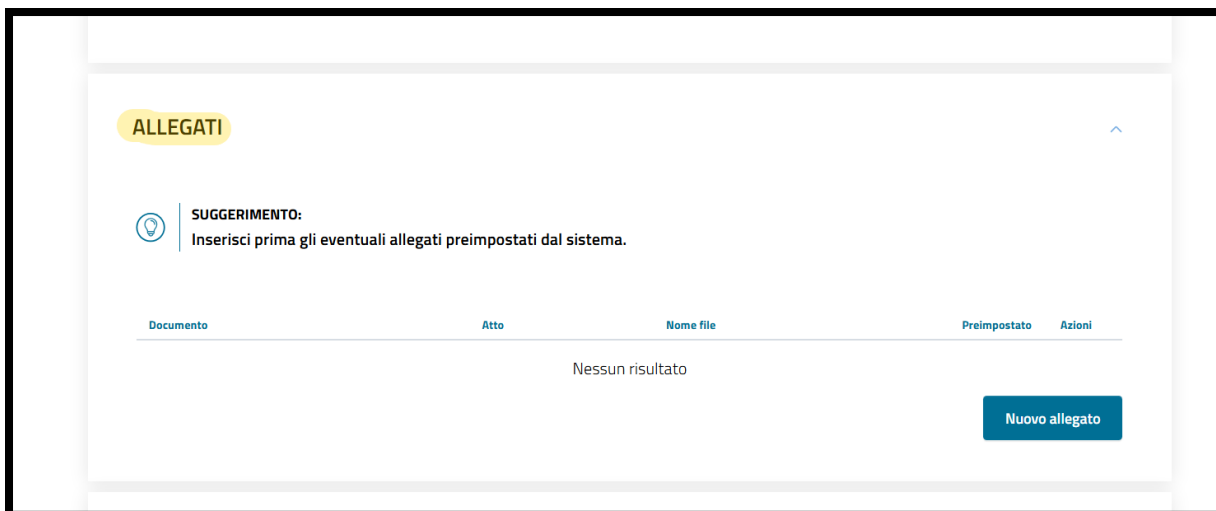 ALLEGATI
SUGGERIMENTO:
Inserisci prima gli eventuali allegati preimpostati dal sistema.
Documento Atto Nome file Preimpostato Azioni
Nessun risultato
Nuovo allegato